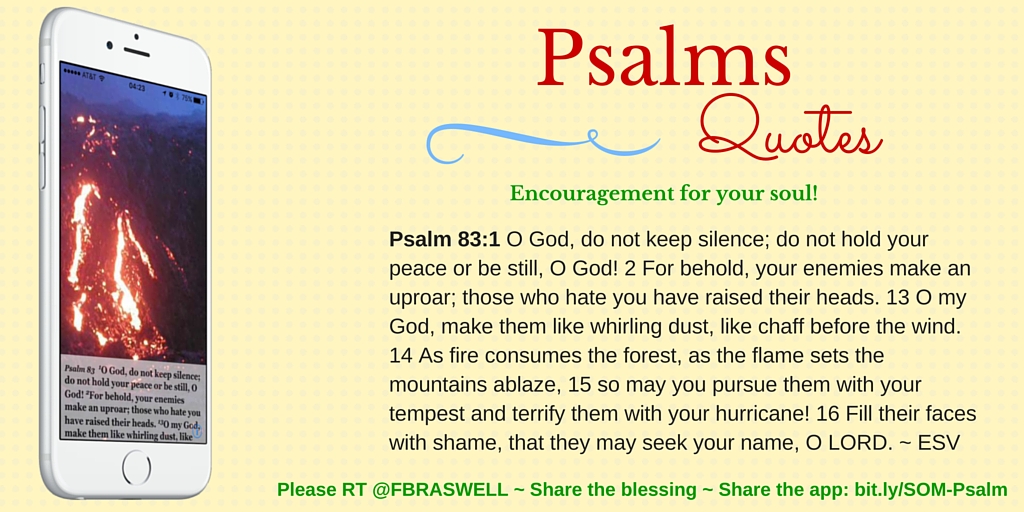 Psalms
Quotes
Encouragement for your soul!
Psalm 83:1 O God, do not keep silence; do not hold your
peace or be still, O God! 2 For behold, your enemies make an
uproar; those who hate you have raised their heads. 13 O my
God, make them like whirling dust, like chaff before the wind.
14 As fire consumes the forest, as the flame sets the
mountains ablaze, 15 so may you pursue them with your
tempest and terrify them with your hurricane! 16 Fill their faces
with shame, that they may seek your name, O LORD. ~ ESV
AT&T
04:23
75%
Psalm 83 ¹O God, do not keep silence;
do not hold your peace or be still, O
God! ²For behold, your enemies
make an uproar; those who hate you
have raised their heads. ¹³O my God,
make them like whirling dust, like
Please RT @FBRASWELL ~ Share the blessing ~ Share the app: bit.ly/SOM-Psalm